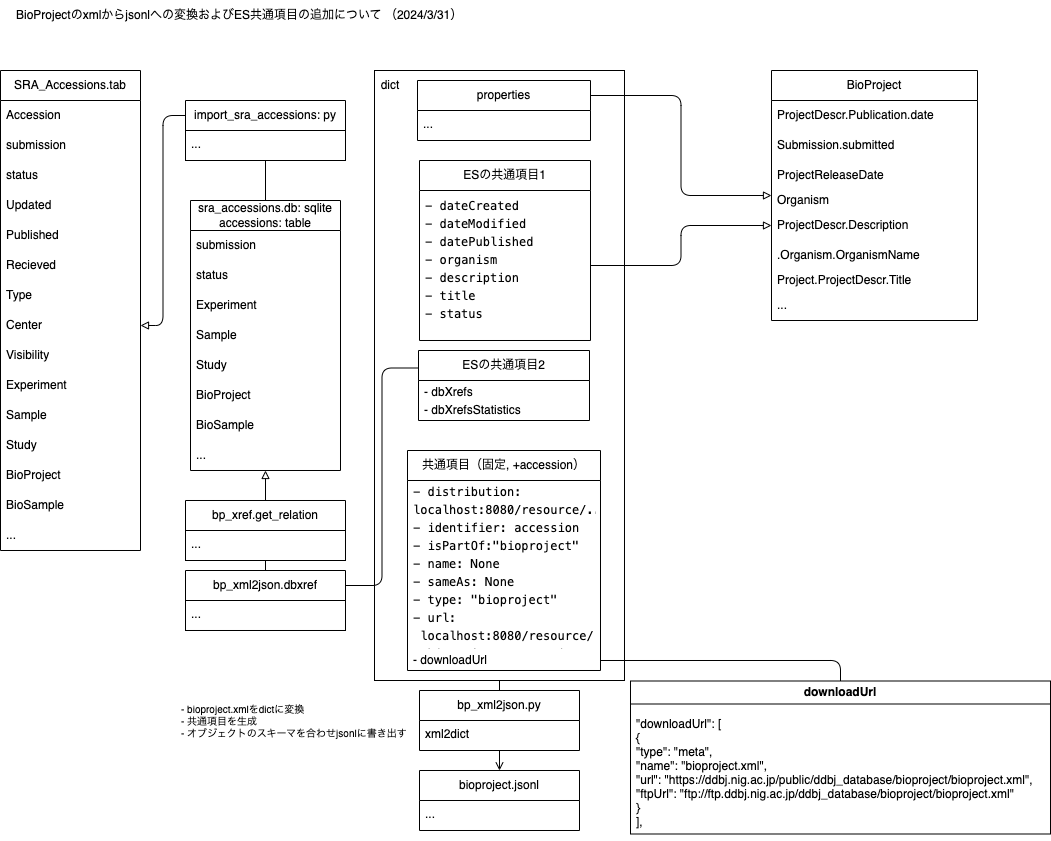 BioProjectのxmlからjsonlへの変換およびES共通項目の追加について （2024/3/31）
SRA_Accessions.tab
Accession
submission
status
Updated
Published
Recieved
Type
Center
Visibility
Experiment
Sample
Study
BioProject
BioSample
...
import_sra_accessions: py
...
sra_accessions.db: sqlite
accessions: table
submission
status
Experiment
Sample
Study
BioProject
BioSample
...
bp_xref.get_relation
...
bp_xml2json.dbxref
...
dict
properties
...
ESの共通項目1
- dateCreated
- dateModified
- datePublished
- organism
- description
- title
- status
ESの共通項目2
- dbXrefs
- dbXrefsStatistics
共通項目（固定, +accession）
- distribution:
localhost:8080/resource/..
- identifier: accession
- isPartOf:"bioproject"
- name: None
- sameAs: None
- type: "bioproject"
- url:
localhost:8080/resource/
- downloadUrl
BioProject
ProjectDescr.Publication.date
Submission.submitted
ProjectReleaseDate
Organism
ProjectDescr.Description
.Organism.OrganismName
Project.ProjectDescr.Title
...
- bioproject.xmlをdictに変換
- 共通項目を生成
- オブジェクトのスキーマを合わせjsonlに書き出す
bp_xml2json.py
xml2dict
bioproject.jsonl
...
downloadUrl
"downloadUrl": [
{
"type": "meta",
"name": "bioproject.xml",
"url": "https://ddbj.nig.ac.jp/public/ddbj_database/bioproject/bioproject.xml",
"ftpUrl": "ftp://ftp.ddbj.nig.ac.jp/ddbj_database/bioproject/bioproject.xml"
}
],